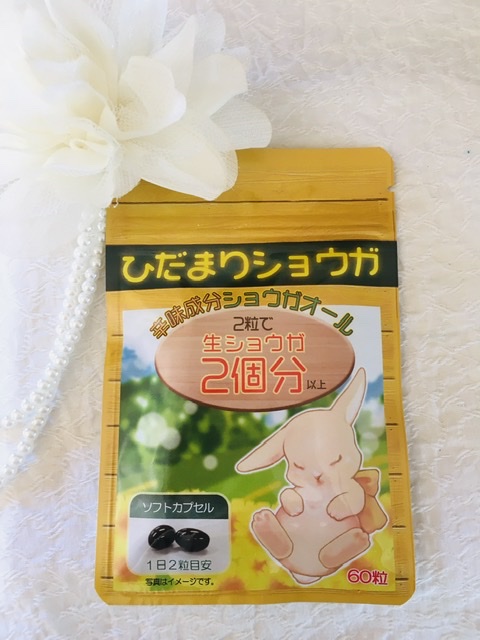 ひだまりショウガ
辛味成分ショウガオール
2粒で
生ショウガ
2個分以上
ソフトカプセル
1日2粒目安
写真はイメージです。
60粒